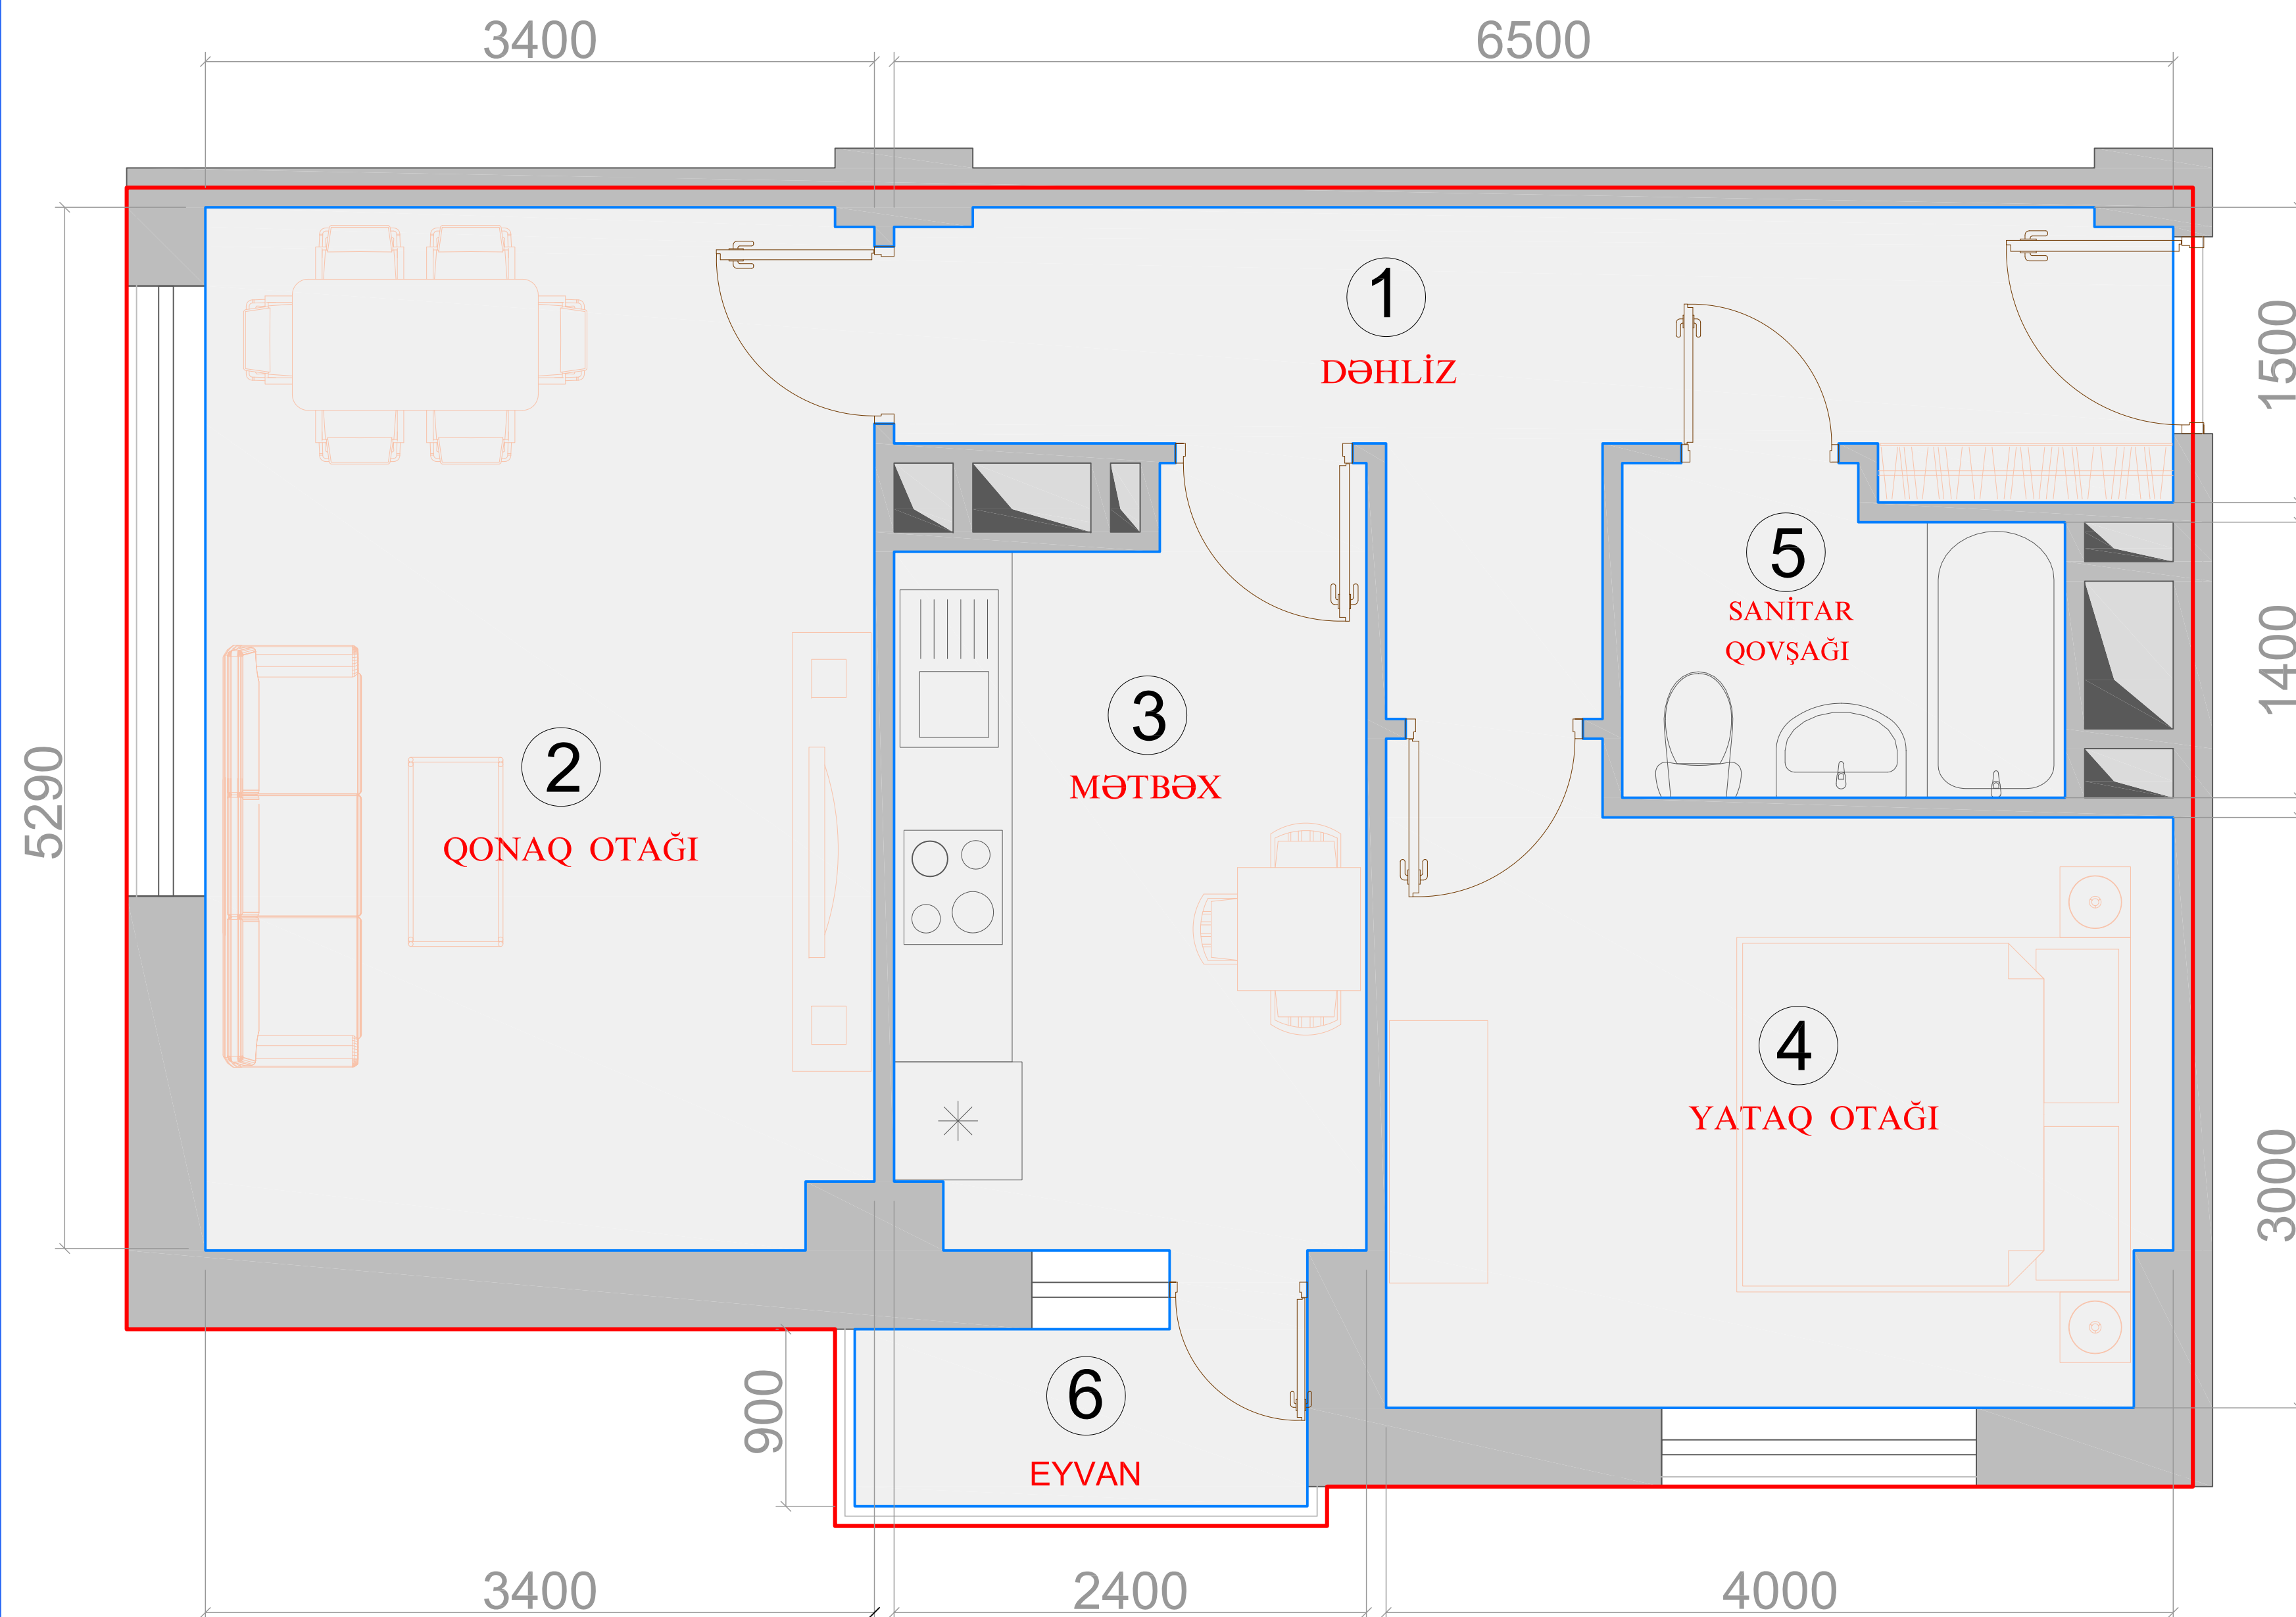 3400
6500
1
DƏHLİZ
1500
5
SANİTAR
QOVŞAĞI
1400
2
QONAQ OTAĞI
3
MƏTBƏX
5290
4
YATAQ OTAĞI
3000
6
EYVAN
900
3400
2400
4000